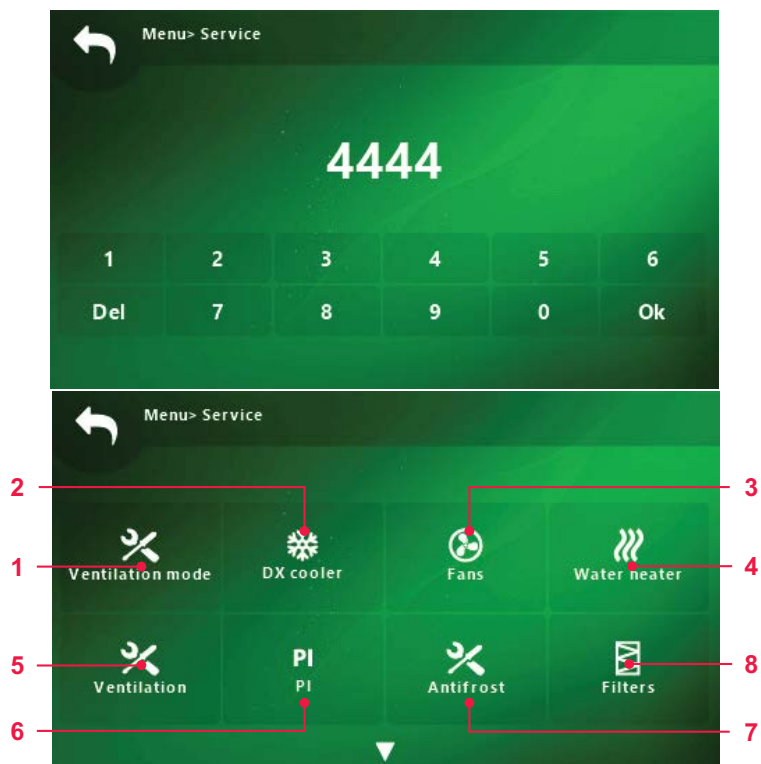 Menu> Service
4444
1 2 3 4 5 6
Del 7 8 9 0 Ok
Menu> Service
2 3
1 Ventilation mode DX cooler Fans Water heater 4
5 PI 8
Ventilation PI Antifrost Filters
6 7